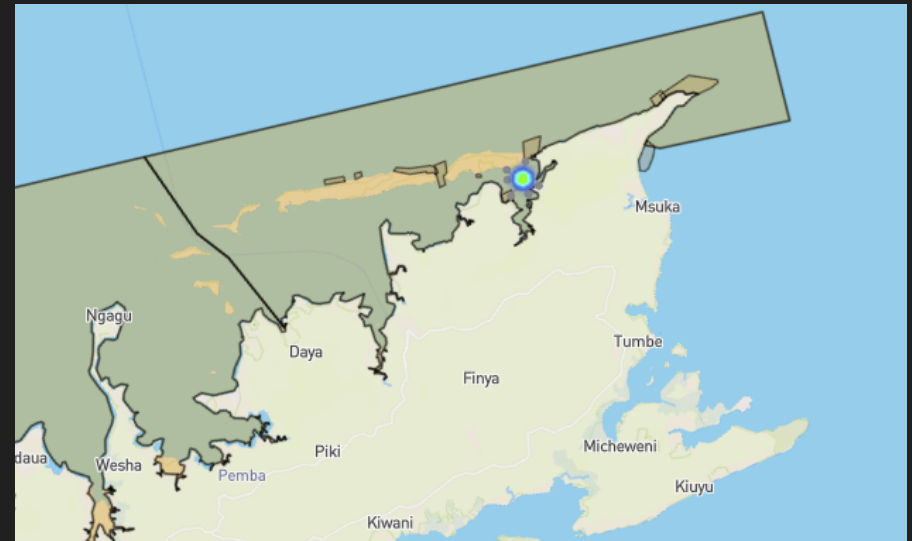 Msuka
Ngagu
Tumbe
Daya
Finya
Micheweni
Piki
daua
Wesha
Pemba
Kiuyu
Kiwani